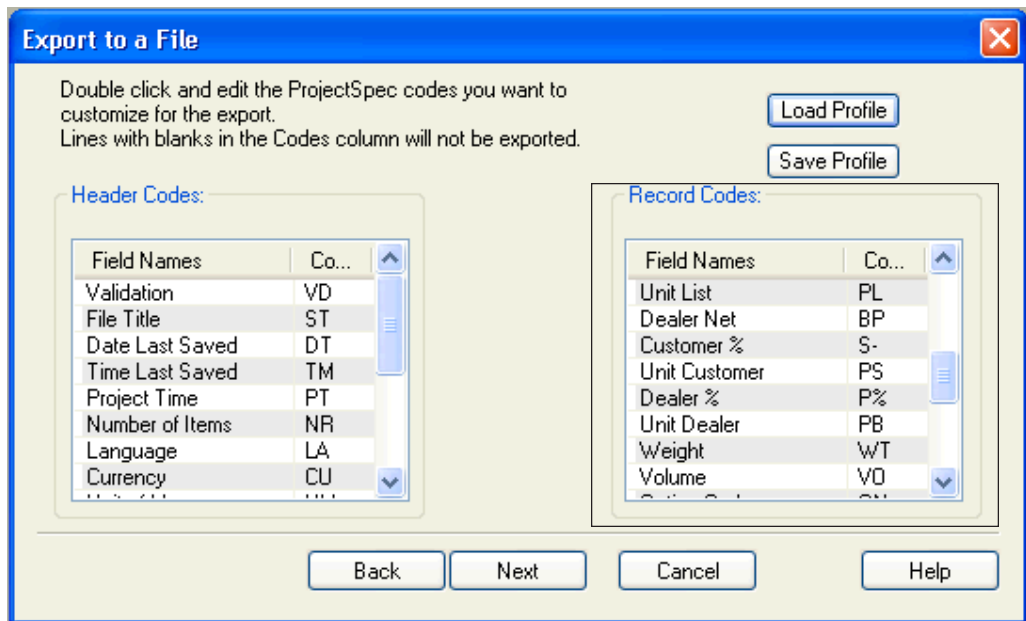 Export to a File
Double click and edit the ProjectSpec codes you want to
customize for the export.
Lines with blanks in the Codes column will not be exported.
Load Profile
Save Profile
Header Codes:
Field Names Co...
Validation VD
File Title ST
Date Last Saved DT
Time Last Saved TM
Project Time PT
Number of Items NR
Language LA
Currency CU
Record Codes:
Field Names Co...
Unit List PL
Dealer Net BP
Customer % S-
Unit Customer PS
Dealer % P%
Unit Dealer PB
Weight WT
Volume VO
Back Next Cancel Help